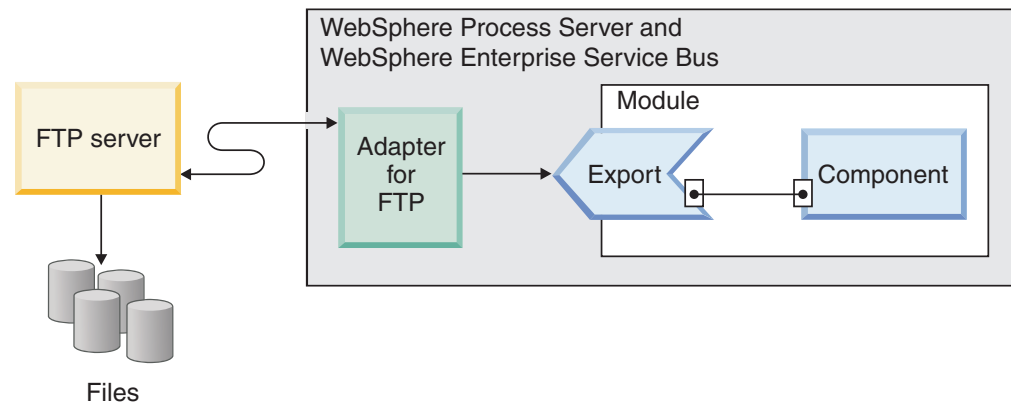 WebSphere Process Server and
WebSphere Enterprise Service Bus
Module
FTP server
Adapter
for
FTP
Export
Component
Files